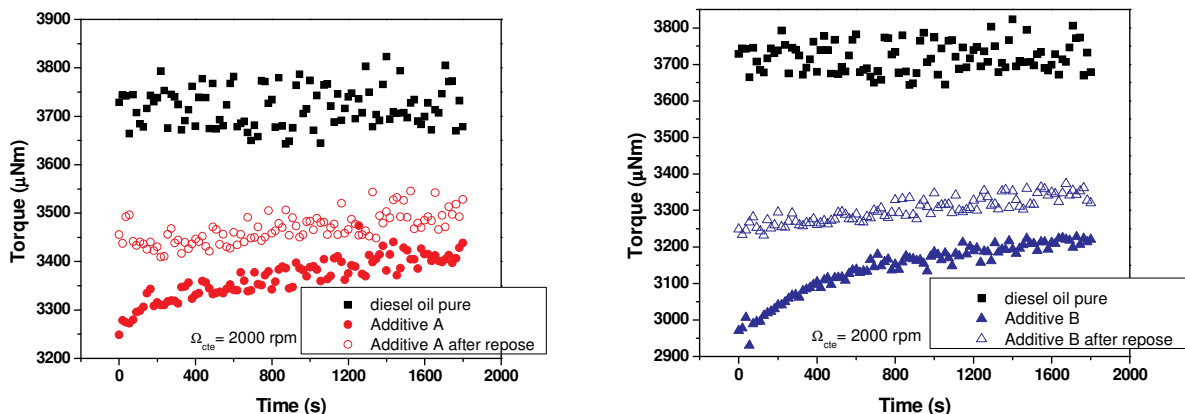 3900
3800
3700
3600
3500
3400
3300
3200
Torque (μNm)
diesel oil pure
Additive A
Additive A after repose
Ω_cte = 2000 rpm
0 400 800 1200 1600 2000
Time (s)
3800
3700
3600
3500
3400
3300
3200
3100
3000
2900
Torque (μNm)
diesel oil pure
Additive B
Additive B after repose
Ω_cte = 2000 rpm
0 400 800 1200 1600 2000
Time (s)